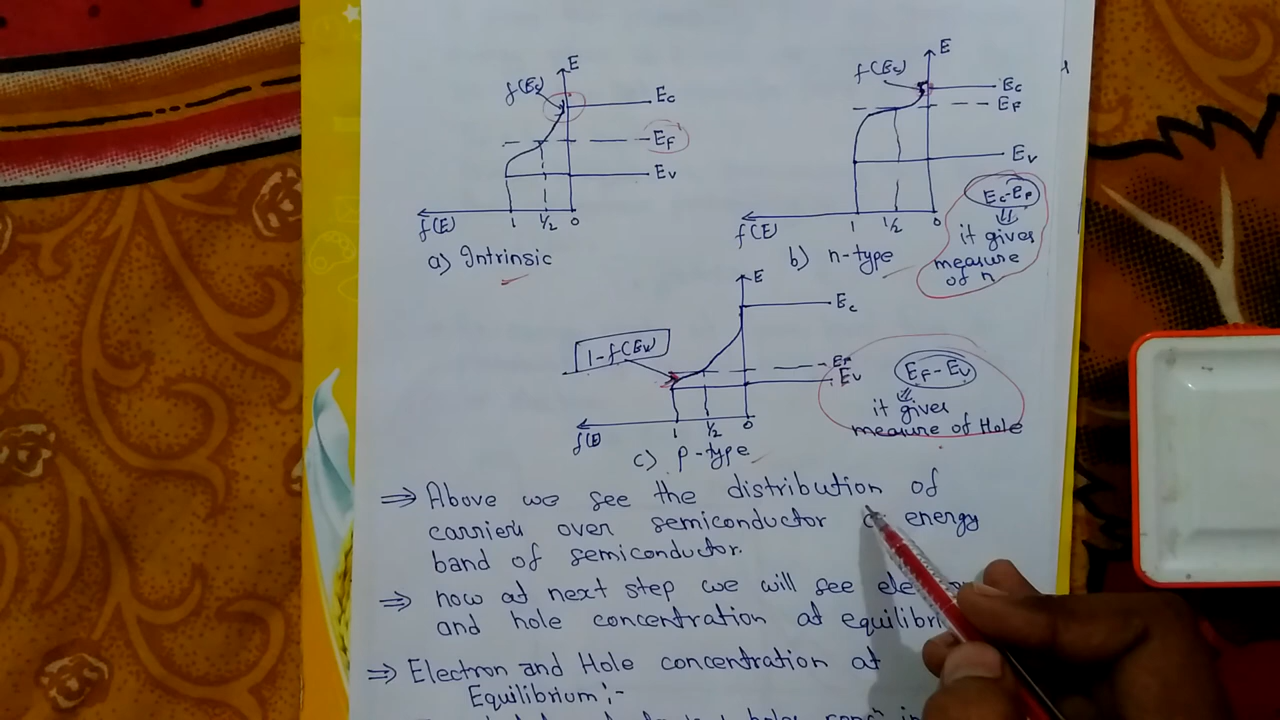 E
f(Ec)
Ec
EF
Ev
f(E)
1
1/2
0
a) Intrinsic
E
f(Ec)
Ec
EF
Ev
f(E)
1
1/2
0
b) n-type
Ec-EF
it gives
measure
of n
E
Ec
1-f(Ev)
EF
Ev
f(E)
1
1/2
0
c) p-type
EF-EV
it gives
measure of Hole
⇒ Above we see the distribution of
carriers over semiconductor energy
band of semiconductor.
⇒ now at next step we will see
and hole concentration at
⇒ Electron and Hole concentration at
Equilibrium:-